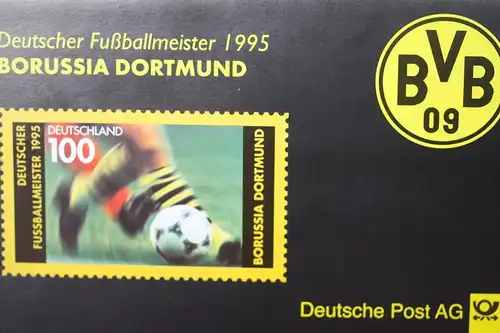 Deutscher Fußballmeister 1995
BORUSSIA DORTMUND
BVB
09
DEUTSCHER
FUSSBALLMEISTER 1995
DEUTSCHLAND
100
BORUSSIA DORTMUND
Deutsche Post AG